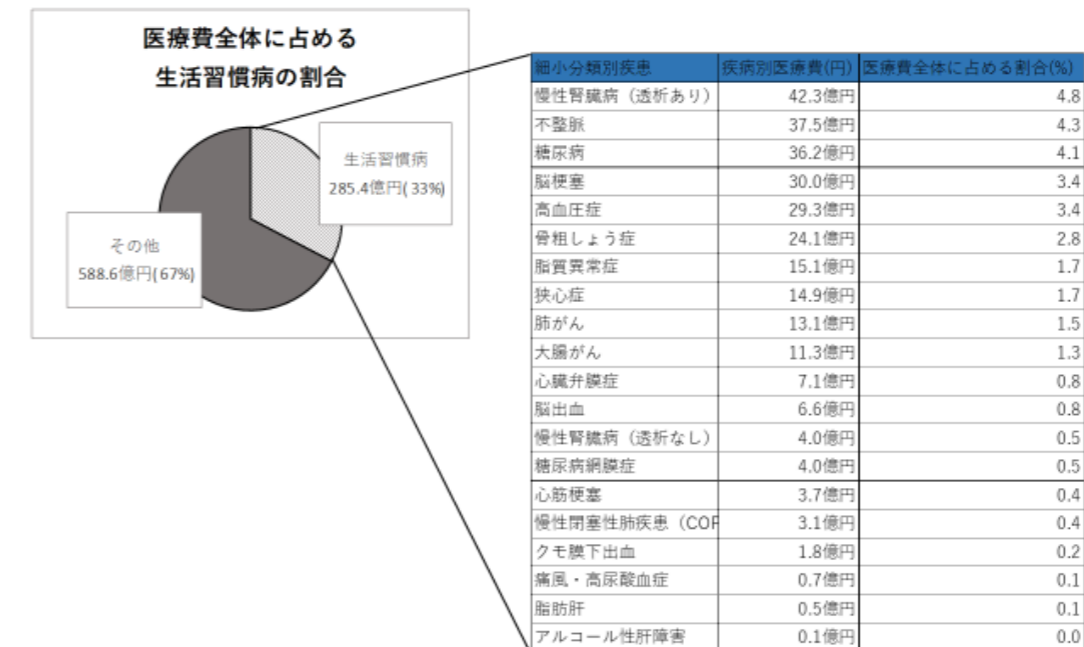 医療費全体に占める
生活習慣病の割合
生活習慣病
285.4億円(33%)
その他
588.6億円(67%)
細小分類別疾患 疾病別医療費(円) 医療費全体に占める割合(%)
慢性腎臓病（透析あり） 42.3億円 4.8
不整脈 37.5億円 4.3
糖尿病 36.2億円 4.1
脳梗塞 30.0億円 3.4
高血圧症 29.3億円 3.4
骨粗しょう症 24.1億円 2.8
脂質異常症 15.1億円 1.7
狭心症 14.9億円 1.7
肺がん 13.1億円 1.5
大腸がん 11.3億円 1.3
心臓弁膜症 7.1億円 0.8
脳出血 6.6億円 0.8
慢性腎臓病（透析なし） 4.0億円 0.5
糖尿病網膜症 4.0億円 0.5
心筋梗塞 3.7億円 0.4
慢性閉塞性肺疾患（COP 3.1億円 0.4
クモ膜下出血 1.8億円 0.2
痛風・高尿酸血症 0.7億円 0.1
脂肪肝 0.5億円 0.1
アルコール性肝障害 0.1億円 0.0